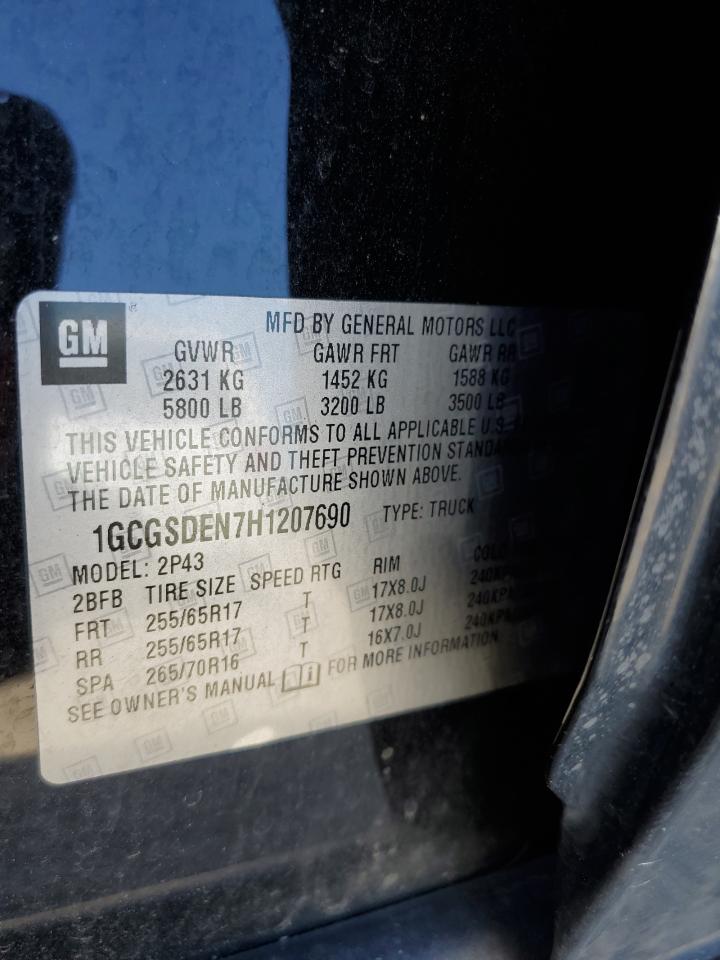 GM
MFD BY GENERAL MOTORS LLC
GVWR GAWR FRT GAWR RR
2631 KG 1452 KG 1588 KG
5800 LB 3200 LB 3500 LB
THIS VEHICLE CONFORMS TO ALL APPLICABLE U.S.
VEHICLE SAFETY AND THEFT PREVENTION
THE DATE OF MANUFACTURE SHOWN ABOVE.
1GCGSDEN7H1207690 TYPE: TRUCK
MODEL: 2P43
2BFB TIRE SIZE SPEED RTG RIM
FRT 255/65R17 T 17X8.0J
RR 255/65R17 T 17X8.0J
SPA 265/70R16 T 16X7.0J
SEE OWNER'S MANUAL FOR MORE INFORMATION